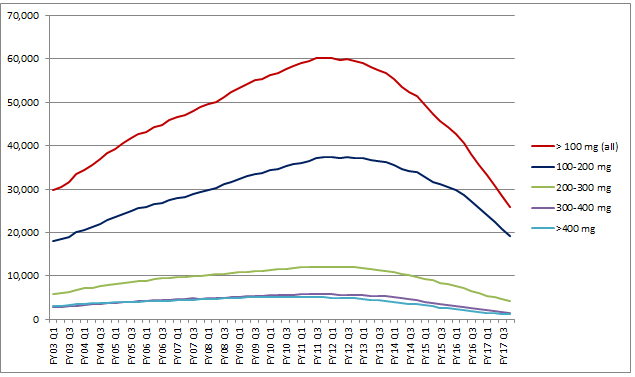 70,000
60,000
50,000
40,000
30,000
20,000
10,000
0
FY03 Q1
FY03 Q3
FY04 Q1
FY04 Q3
FY05 Q1
FY05 Q3
FY06 Q1
FY06 Q3
FY07 Q1
FY07 Q3
FY08 Q1
FY08 Q3
FY09 Q1
FY09 Q3
FY10 Q1
FY10 Q3
FY11 Q1
FY11 Q3
FY12 Q1
FY12 Q3
FY13 Q1
FY13 Q3
FY14 Q1
FY14 Q3
FY15 Q1
FY15 Q3
FY16 Q1
FY16 Q3
FY17 Q1
FY17 Q3
> 100 mg (all)
100-200 mg
200-300 mg
300-400 mg
>400 mg